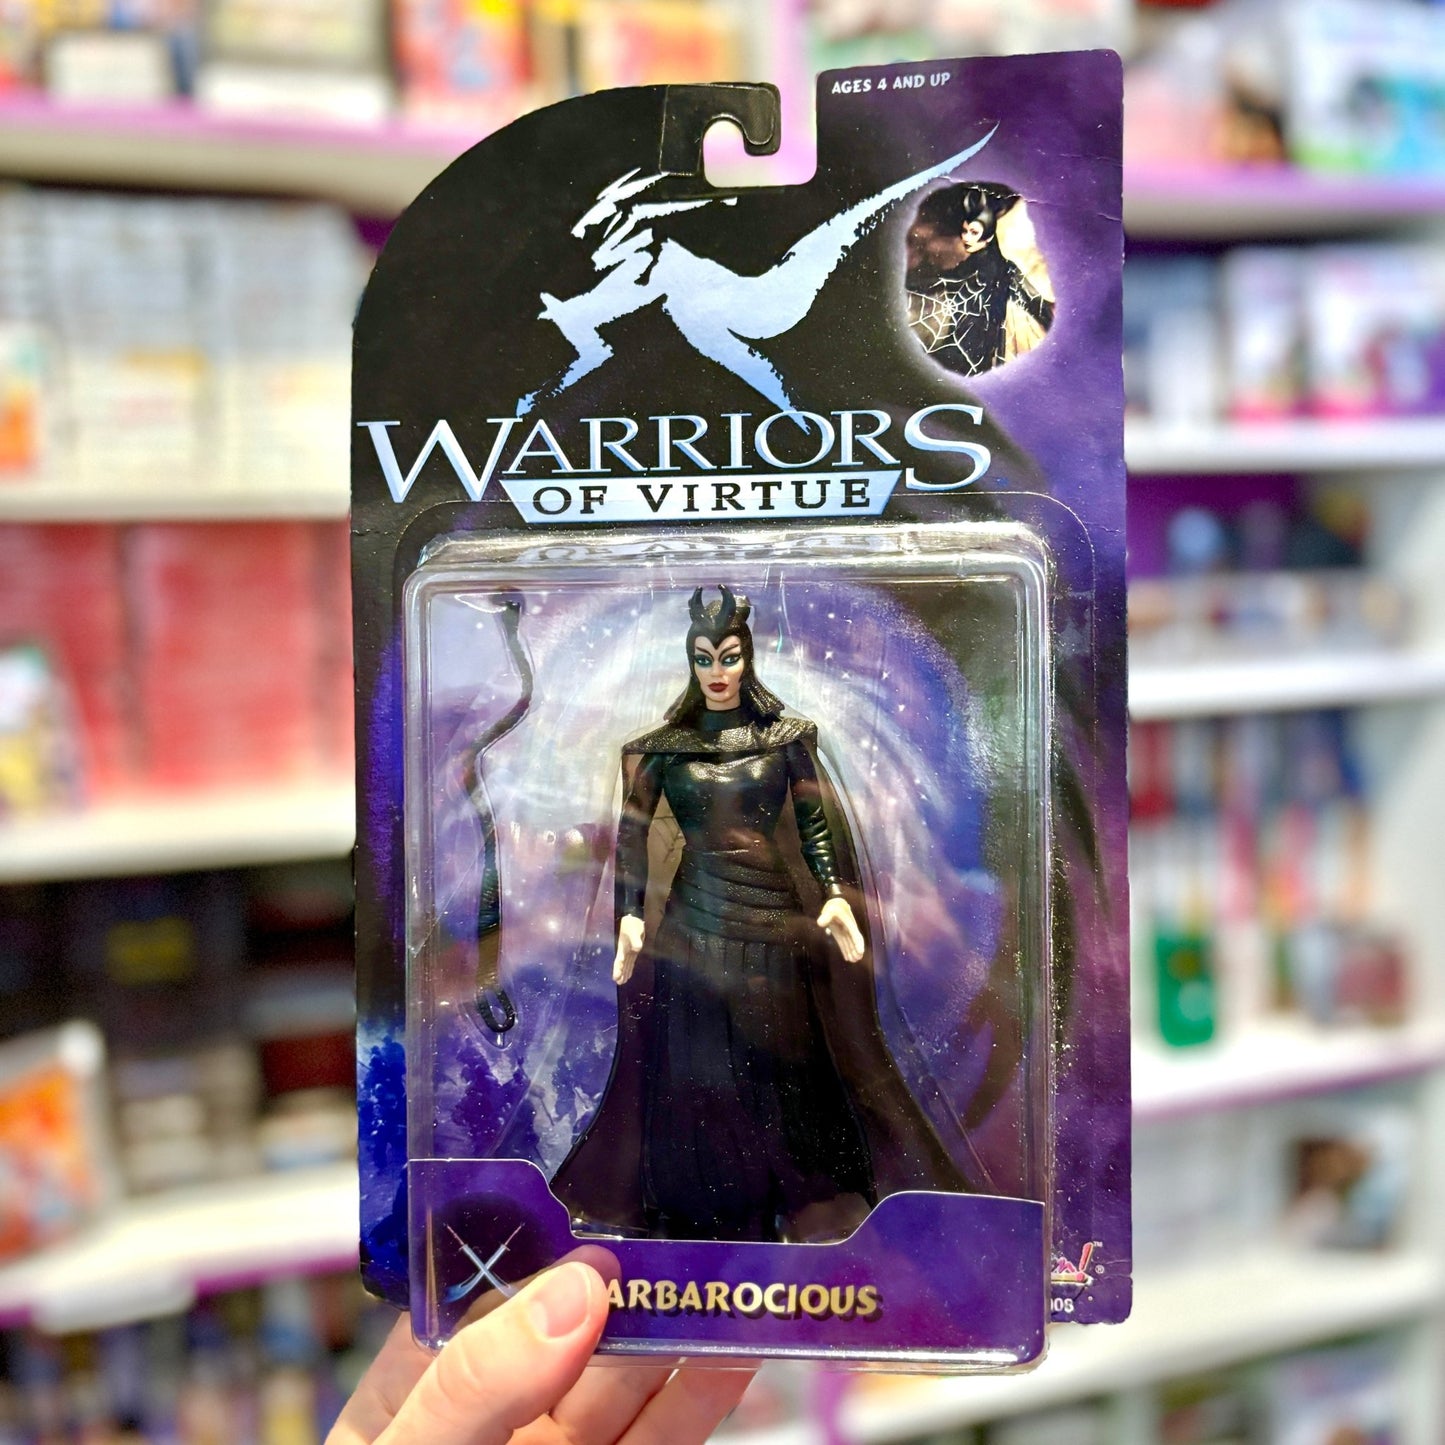 AGES 4 AND UP
WARRIORS
OF VIRTUE
ARBAROCIOUS